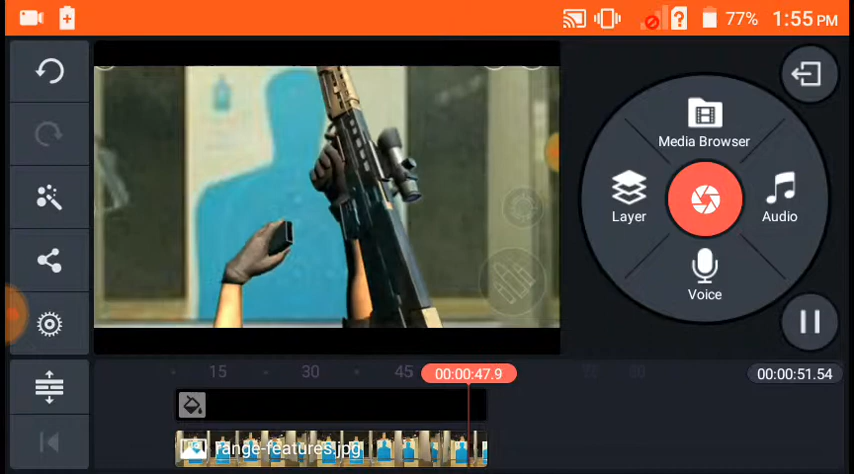 77% 1:55 PM
Media Browser
Layer
Audio
Voice
15 30 45
00:00:47.9
00:00:51.54
range-features.jpg